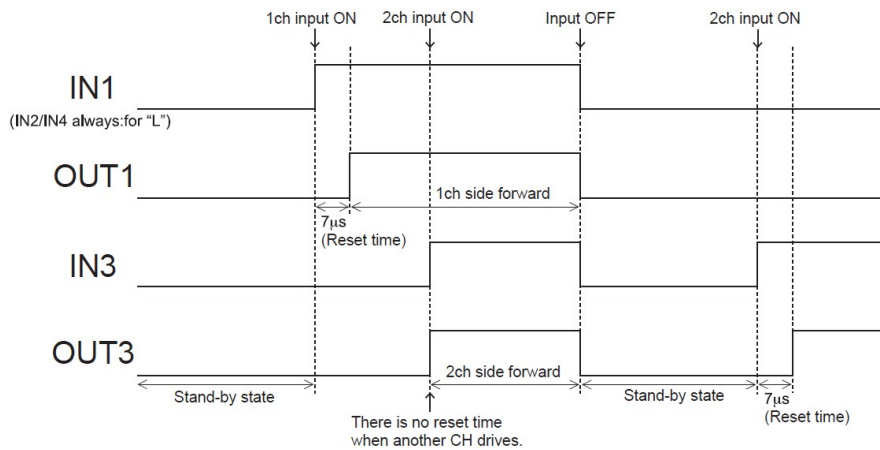 1ch input ON 2ch input ON Input OFF 2ch input ON
IN1
(IN2/IN4 always:for “L”)
OUT1
1ch side forward
7μs
(Reset time)
IN3
OUT3
2ch side forward
Stand-by state
Stand-by state
7μs
(Reset time)
There is no reset time
when another CH drives.